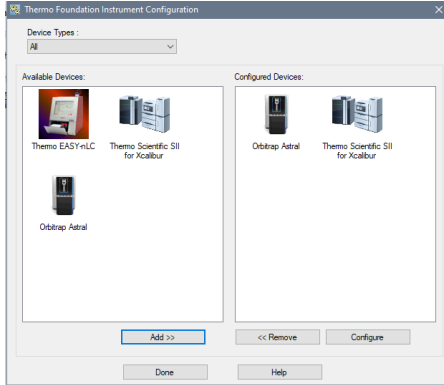 Thermo Foundation Instrument Configuration
Device Types :
All
Available Devices:
Configured Devices:
Thermo EASY-nLC
Thermo Scientific SII
for Xcalibur
Orbitrap Astral
Thermo Scientific SII
for Xcalibur
Orbitrap Astral
Add >>
<< Remove
Configure
Done
Help